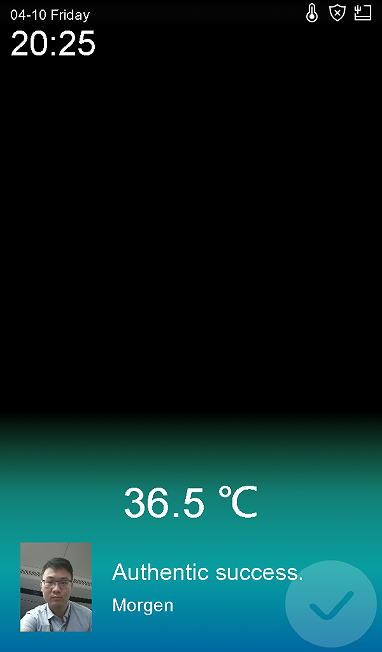 04-10 Friday
20:25
36.5 ℃
Authentic success.
Morgen